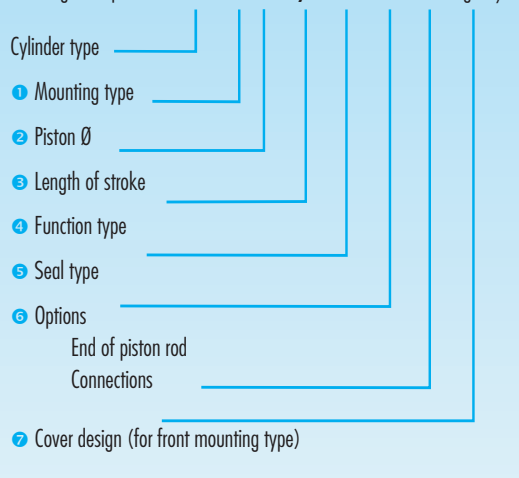 Cylinder type
❶ Mounting type
❷ Piston Ø
❸ Length of stroke
❹ Function type
❺ Seal type
❻ Options
End of piston rod
Connections
❼ Cover design (for front mounting type)